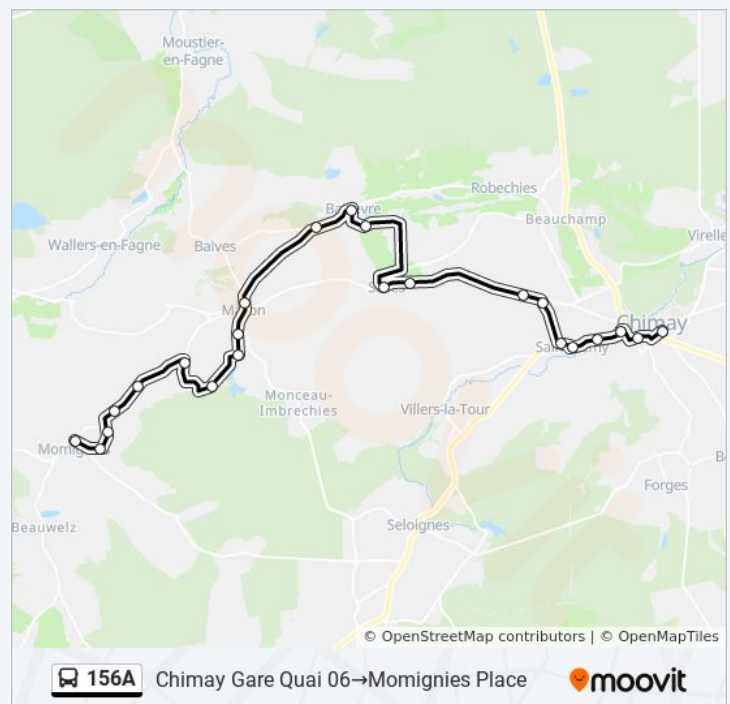 Moustier-
en-Fagne
Robechies
Beauchamp
Virelle
Wallers-en-Fagne
Baives
Chimay
Monceau-
Imbrechies
Villers-la-Tour
Momig
Forges
Beauwelz
Seloignes
© OpenStreetMap contributors | © OpenMapTiles
156A
Chimay Gare Quai 06→Momignies Place
moovit